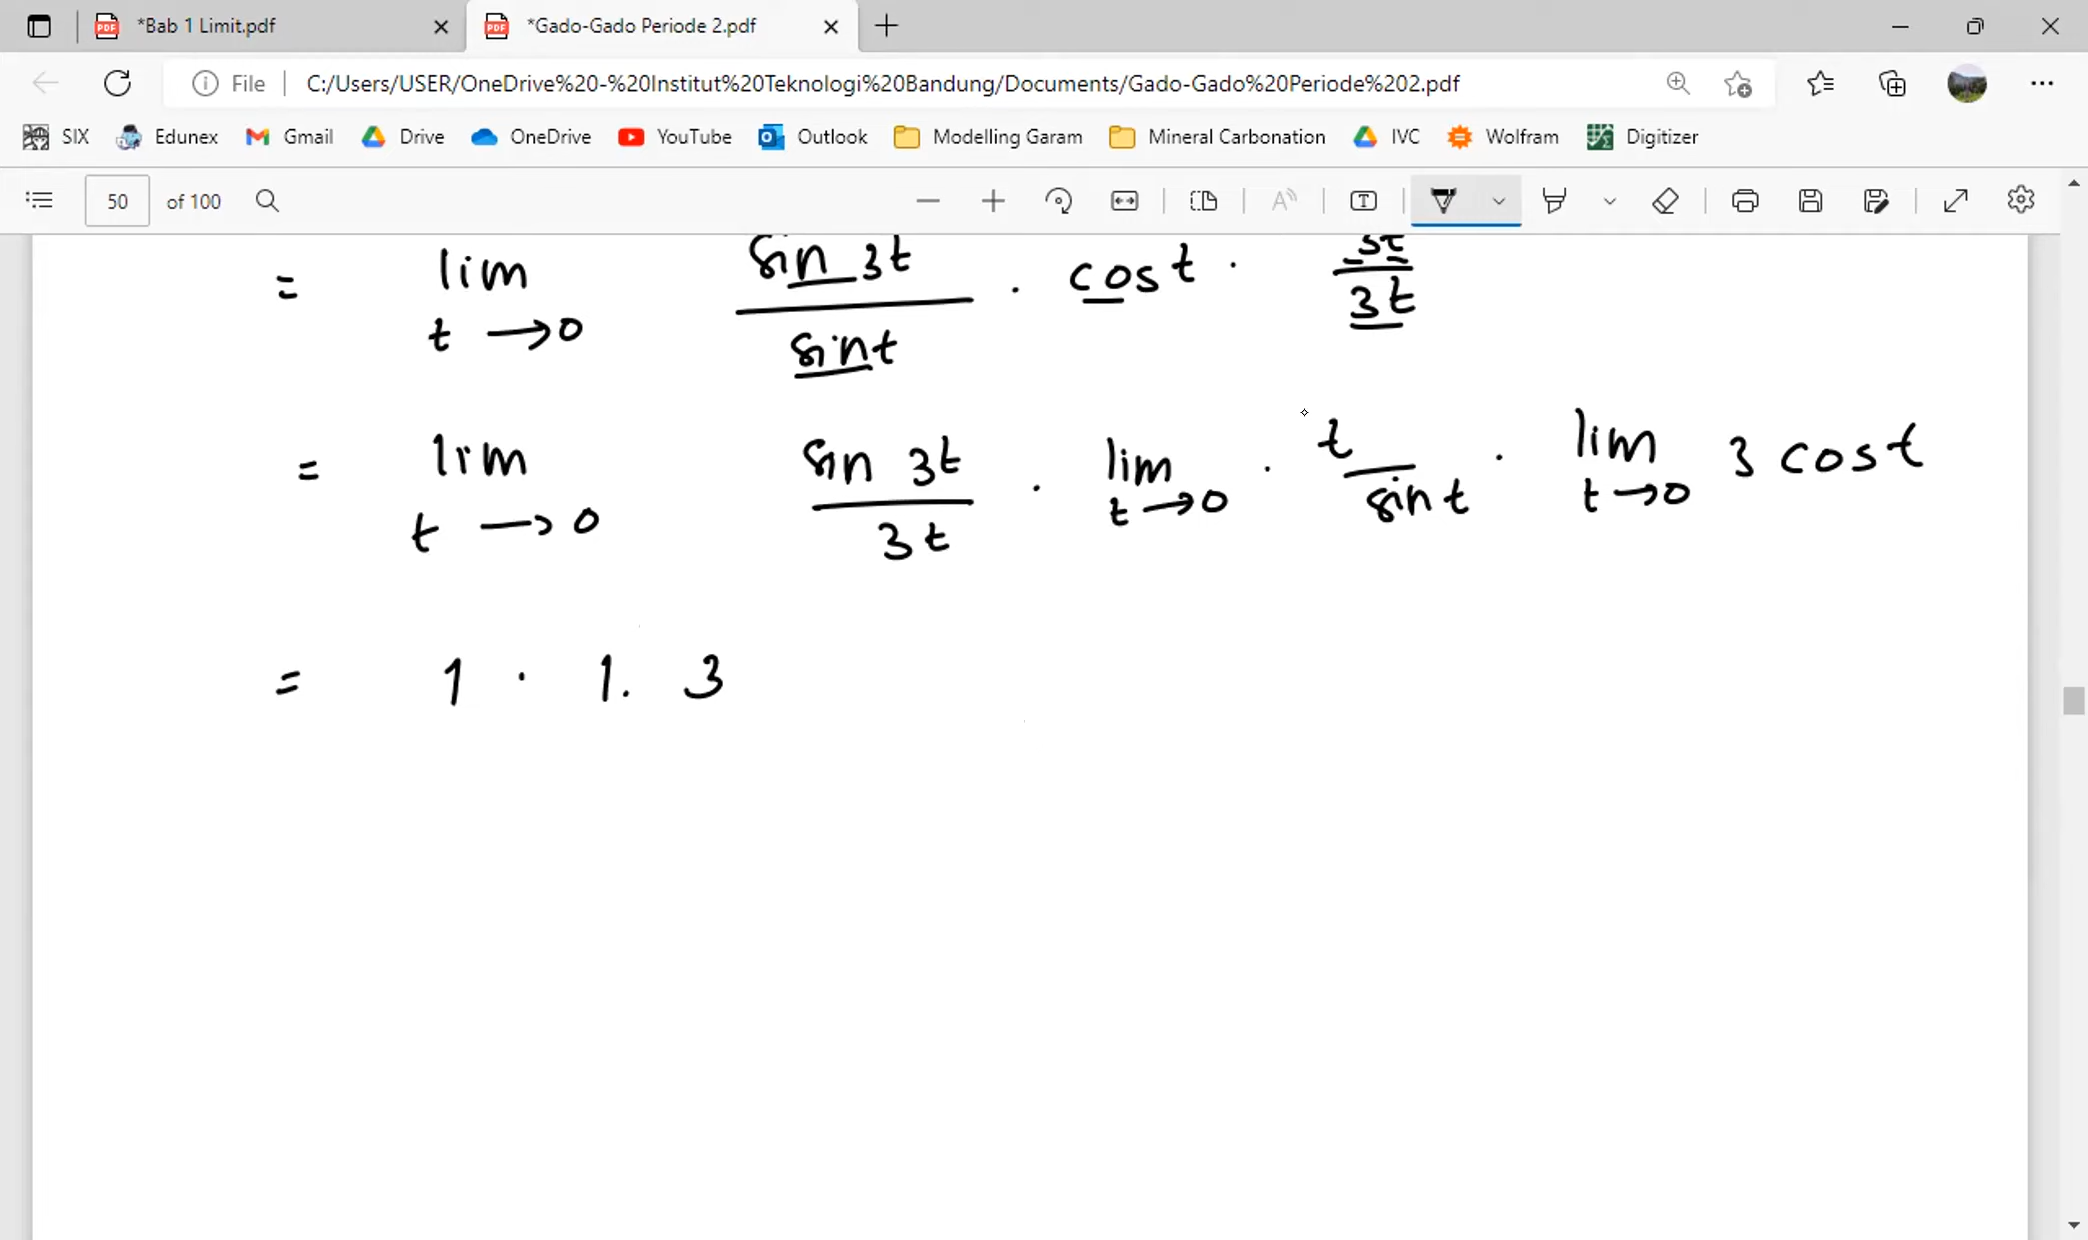 *Bab 1 Limit.pdf *Gado-Gado Periode 2.pdf
File C:/Users/USER/OneDrive%20-%20Institut%20Teknologi%20Bandung/Documents/Gado-Gado%20Periode%202.pdf
SIX Edunex Gmail Drive OneDrive YouTube Outlook Modelling Garam Mineral Carbonation IVC Wolfram Digitizer
50 of 100
= lim t → 0 sin 3t / sin t . cos t . 3t / 3t
= lim t → 0 sin 3t / 3t . lim t → 0 . t / sin t . lim t → 0 3 cos t
= 1 . 1 . 3